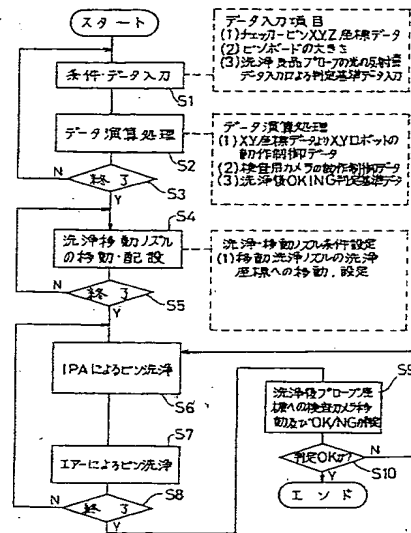 スタート
条件・データ入力
S1
データ入力項目
(1)チェッカーピンXYZ座標データ
(2)ピンボードの大きさ
(3)洗浄良品プローブの光の反射量
データ入力による判定基準データ入力
データ演算処理
S2
データ演算処理
(1)XY座標データよりXYロボットの
動作制御データ
(2)検査用カメラの動作制御データ
(3)洗浄後OK/NG判定基準データ
N
終 了
S3
Y
S4
洗浄移動ノズル
の移動・配設
洗浄・移動ノズル条件設定
(1)移動洗浄ノズルの洗浄
座標への移動、設定
N
終 了
S5
Y
IPAによるピン洗浄
S6
S7
エアーによるピン洗浄
N
終 了
S8
Y
S9
洗浄後プローブ座
標への検査カメラ移
動及びOK/NG判定
判定OKか?
N
S10
Y
エンド